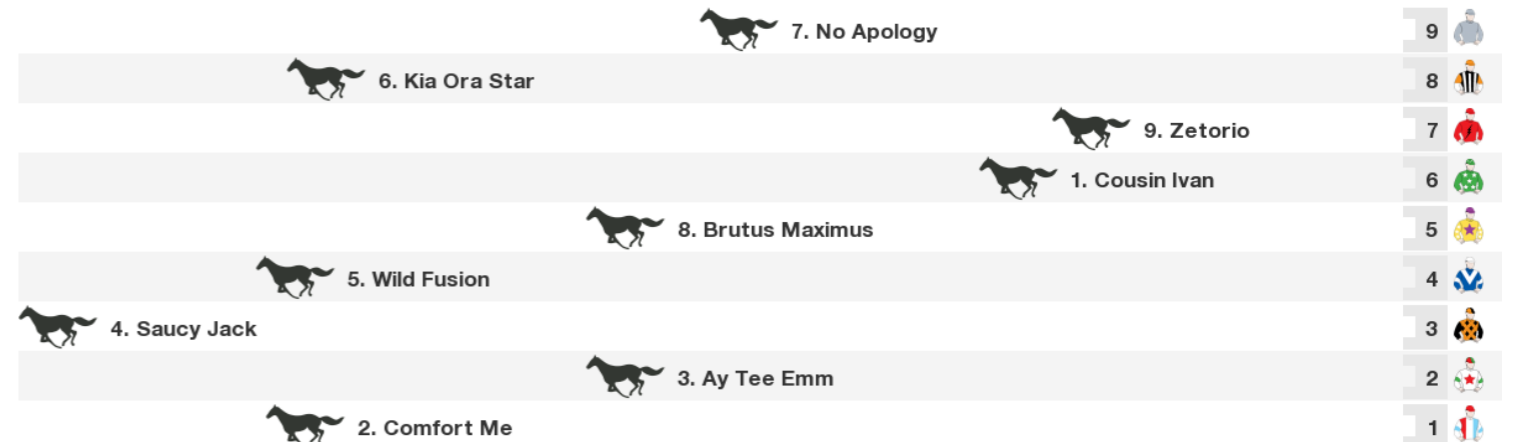 7. No Apology 9
6. Kia Ora Star 8
9. Zetorio 7
1. Cousin Ivan 6
8. Brutus Maximus 5
5. Wild Fusion 4
4. Saucy Jack 3
3. Ay Tee Emm 2
2. Comfort Me 1